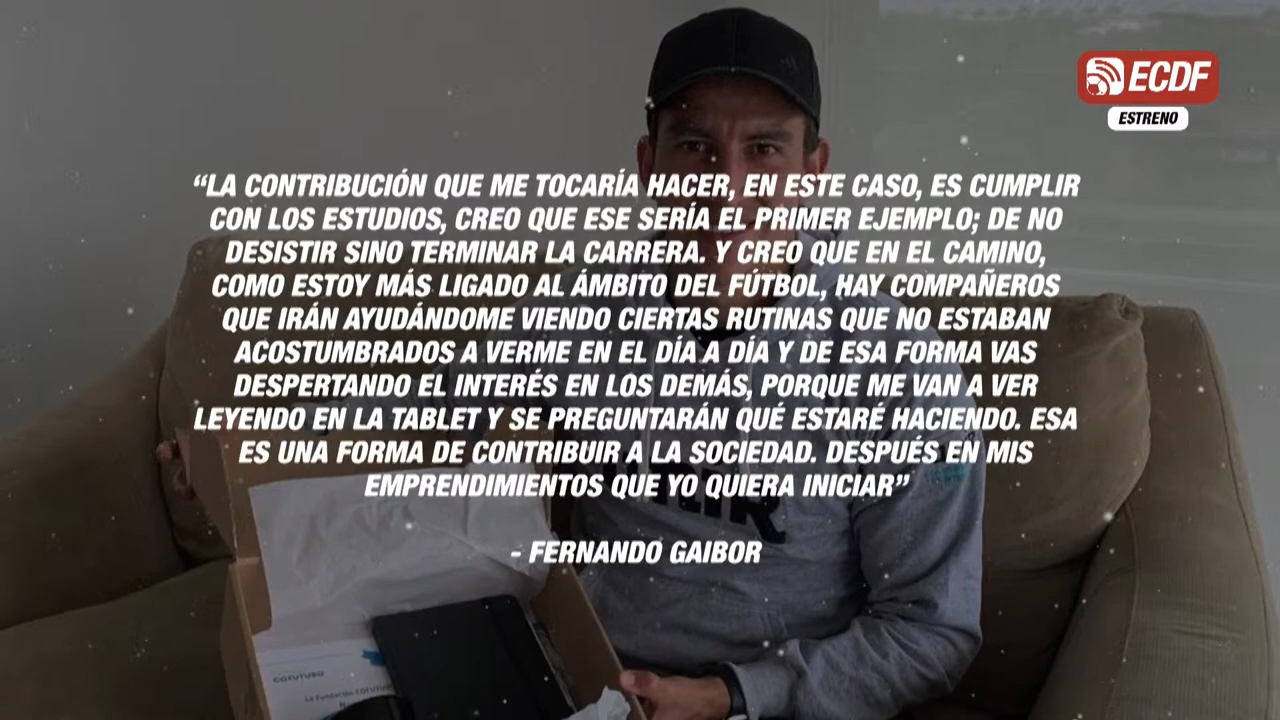 ECDF
ESTRENO
“LA CONTRIBUCIÓN QUE ME TOCARÍA HACER, EN ESTE CASO, ES CUMPLIR
CON LOS ESTUDIOS, CREO QUE ESE SERÍA EL PRIMER EJEMPLO; DE NO
DESISTIR SINO TERMINAR LA CARRERA. Y CREO QUE EN EL CAMINO,
COMO ESTOY MÁS LIGADO AL ÁMBITO DEL FÚTBOL, HAY COMPAÑEROS
QUE IRÁN AYUDÁNDOME VIENDO CIERTAS RUTINAS QUE NO ESTABAN
ACOSTUMBRADOS A VERME EN EL DÍA A DÍA Y DE ESA FORMA VAS
DESPERTANDO EL INTERÉS EN LOS DEMÁS, PORQUE ME VAN A VER
LEYENDO EN LA TABLET Y SE PREGUNTARÁN QUÉ ESTARÉ HACIENDO. ESA
ES UNA FORMA DE CONTRIBUIR A LA SOCIEDAD. DESPUÉS EN MIS
EMPRENDIMIENTOS QUE YO QUIERA INICIAR”
- FERNANDO GAIBOR
COFUTURO
La Fundación